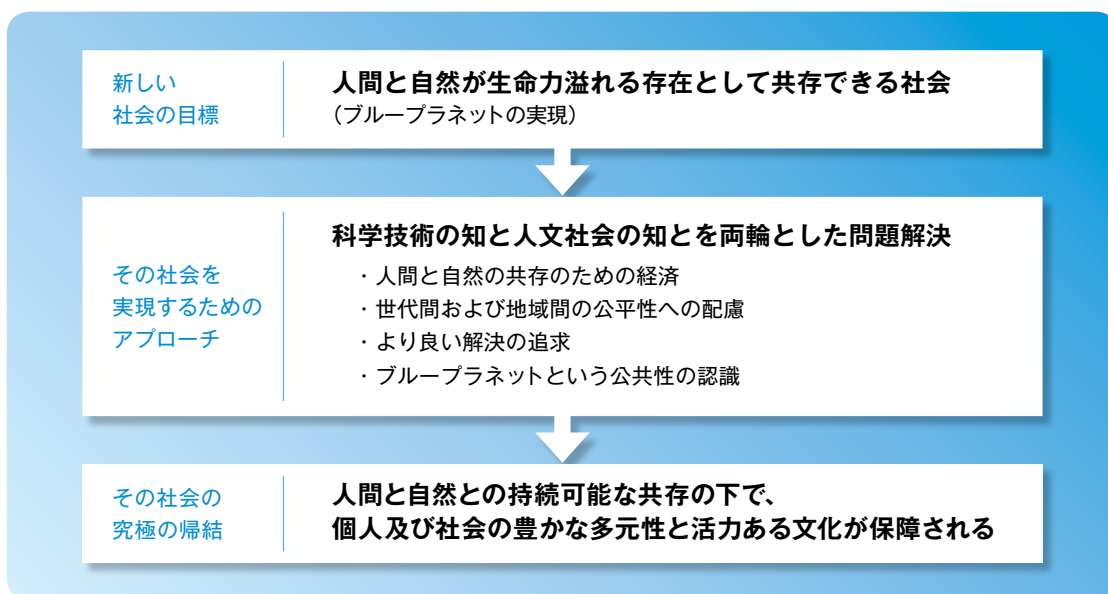 新しい
社会の目標
人間と自然が生命力溢れる存在として共存できる社会
（ブループラネットの実現）
その社会を
実現するための
アプローチ
科学技術の知と人文社会の知とを両輪とした問題解決
・人間と自然の共存のための経済
・世代間および地域間の公平性への配慮
・より良い解決の追求
・ブループラネットという公共性の認識
その社会の
究極の帰結
人間と自然との持続可能な共存の下で、
個人及び社会の豊かな多元性と活力ある文化が保障される